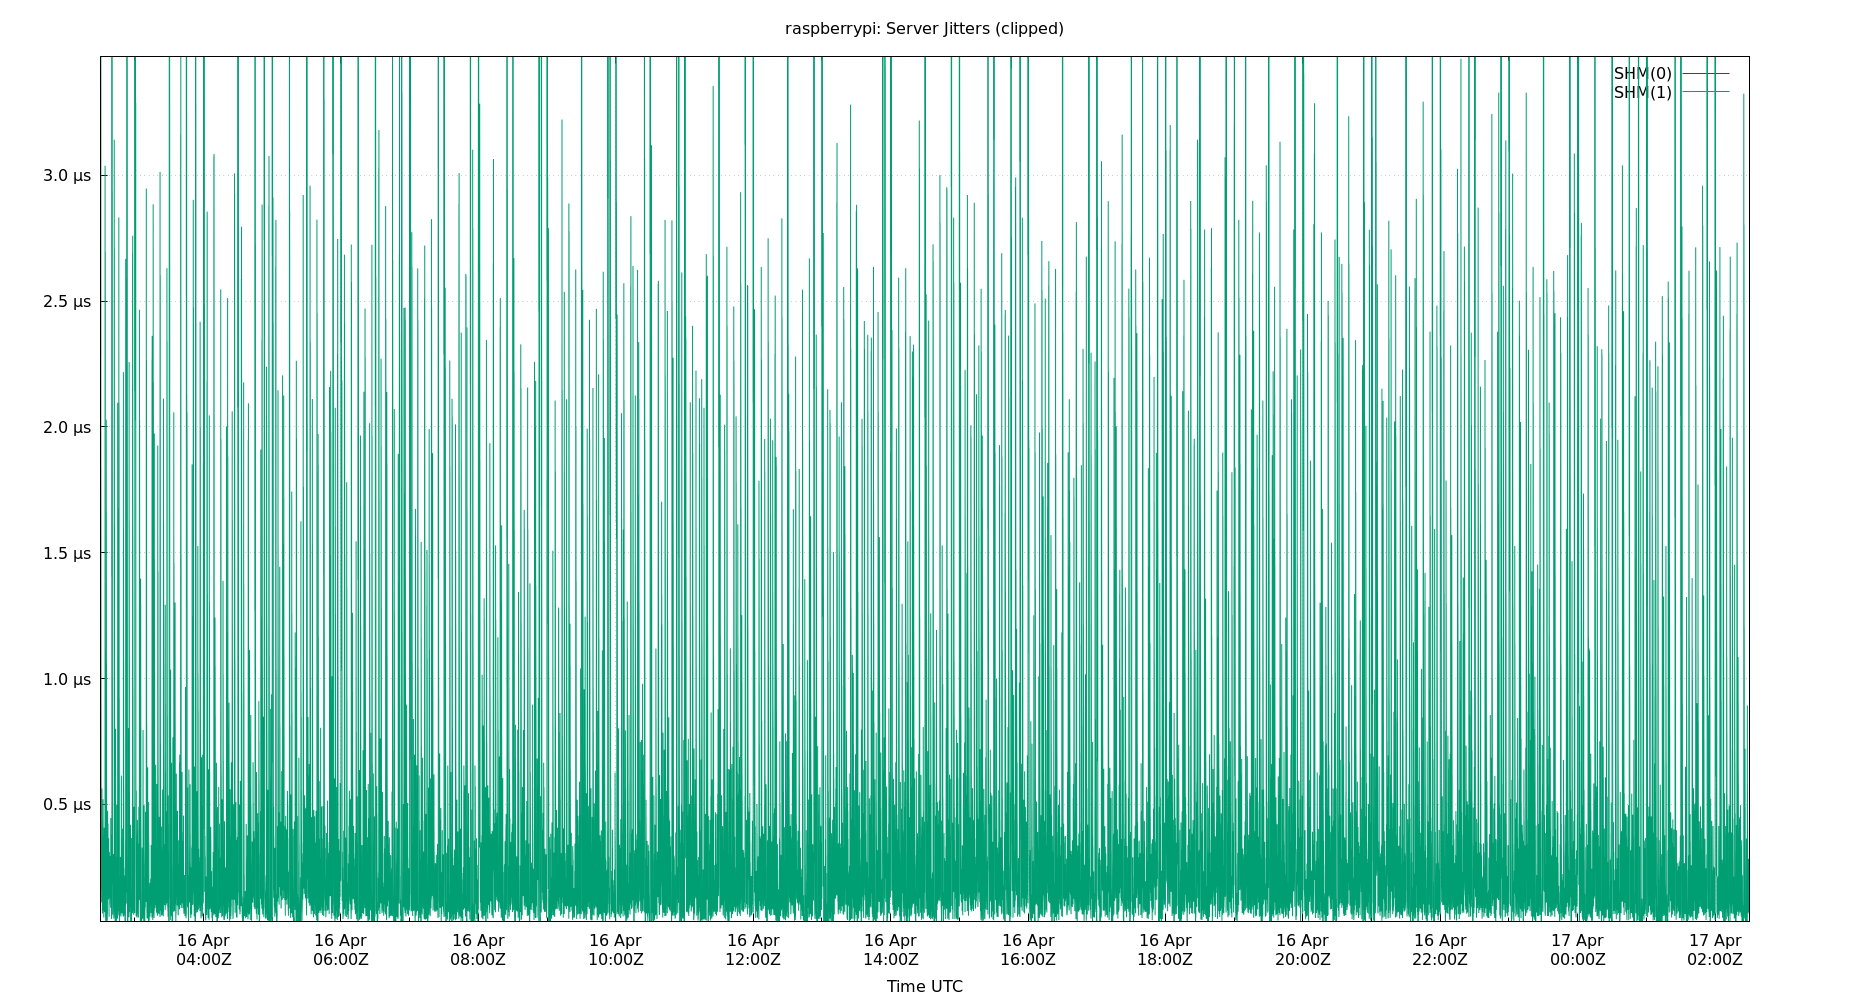 raspberrypi: Server Jitters (clipped)
SHM(0)
SHM(1)
3.0 µs
2.5 µs
2.0 µs
1.5 µs
1.0 µs
0.5 µs
16 Apr 16 Apr 16 Apr 16 Apr 16 Apr 16 Apr 16 Apr 16 Apr 16 Apr 16 Apr 17 Apr 17 Apr
04:00Z 06:00Z 08:00Z 10:00Z 12:00Z 14:00Z 16:00Z 18:00Z 20:00Z 22:00Z 00:00Z 02:00Z
Time UTC